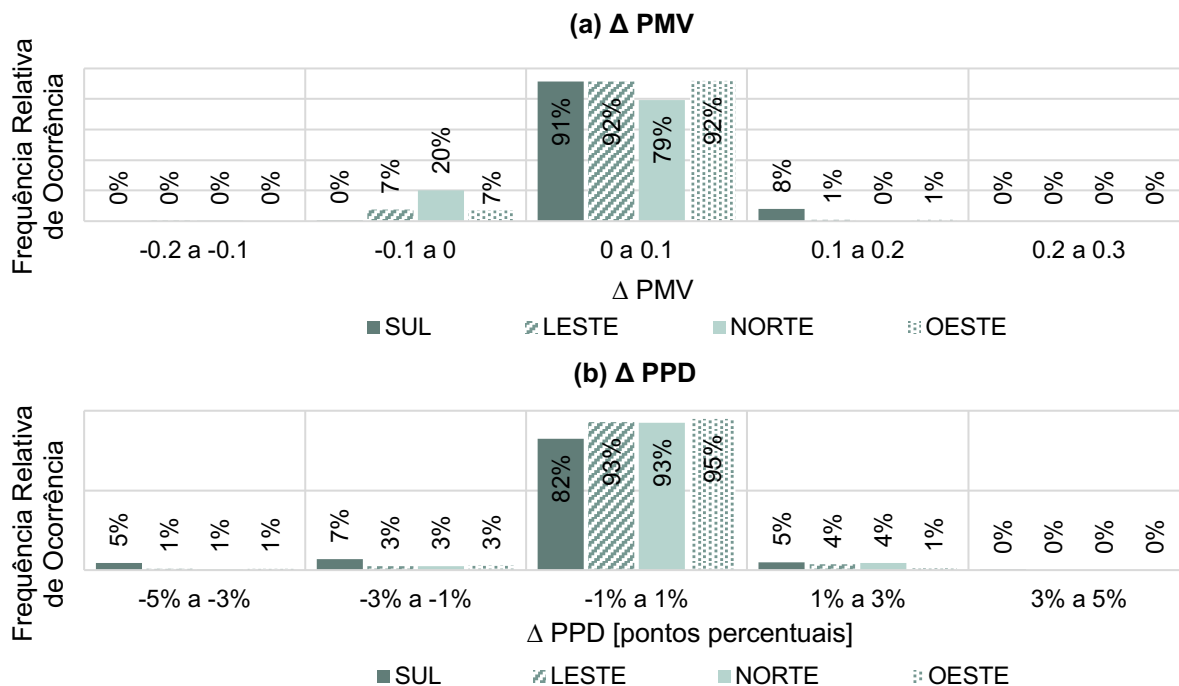 (a) Δ PMV
Frequência Relativa
de Ocorrência
0% 0% 0% 0% 0% 7% 20% 7% 91% 92% 79% 92% 8% 1% 0% 1% 0% 0% 0% 0%
-0.2 a -0.1 -0.1 a 0 0 a 0.1 0.1 a 0.2 0.2 a 0.3
Δ PMV
SUL LESTE NORTE OESTE
(b) Δ PPD
Frequência Relativa
de Ocorrência
5% 1% 1% 1% 7% 3% 3% 3% 82% 93% 93% 95% 5% 4% 4% 1% 0% 0% 0% 0%
-5% a -3% -3% a -1% -1% a 1% 1% a 3% 3% a 5%
Δ PPD [pontos percentuais]
SUL LESTE NORTE OESTE